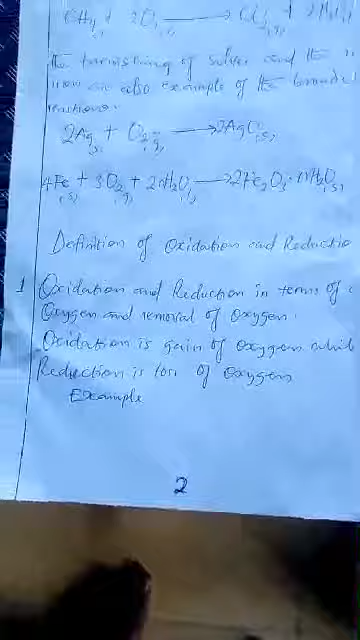 CH4(g) + 2O2(g) → CO2(g) + 2H2O
the tarnishing of silver and the
iron are also example of the
reactions.
2Ag(s) + O2(g) → 2AgO(s)
4Fe(s) + 3O2(g) + 2nH2O(l) → 2Fe2O3·nH2O(s)
Definition of Oxidation and Reductio
1 Oxidation and Reduction in terms of
Oxygen and removal of Oxygen.
Oxidation is gain of oxygen while
Reduction is loss of oxygen
Example
2